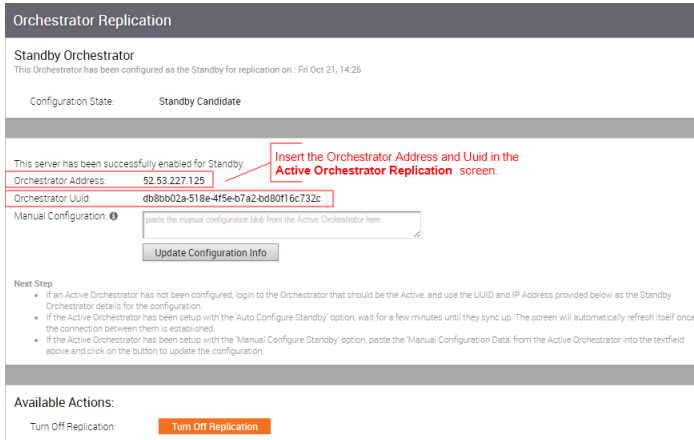 Orchestrator Replication
Standby Orchestrator
This Orchestrator has been configured as the Standby for replication on : Fri Oct 21, 14:26
Configuration State: Standby Candidate
This server has been successfully enabled for Standby.
Insert the Orchestrator Address and Uuid in the
Active Orchestrator Replication screen.
Orchestrator Address: 52.53.227.125
Orchestrator Uuid: db8bb02a-518e-4f5e-b7a2-bd80f16c732c
Manual Configuration: paste the manual configuration blob from the Active Orchestrator here.
Update Configuration Info
Next Step
If an Active Orchestrator has not been configured, login to the Orchestrator that should be the Active, and use the UUID and IP Address provided below as the Standby
Orchestrator details for the configuration.
If the Active Orchestrator has been setup with the 'Auto Configure Standby' option, wait for a few minutes until they sync up. The screen will automatically refresh itself once
the connection between them is established.
If the Active Orchestrator has been setup with the 'Manual Configure Standby' option, paste the 'Manual Configuration Data' from the Active Orchestrator into the textfield
above and click on the button to update the configuration.
Available Actions:
Turn Off Replication: Turn Off Replication